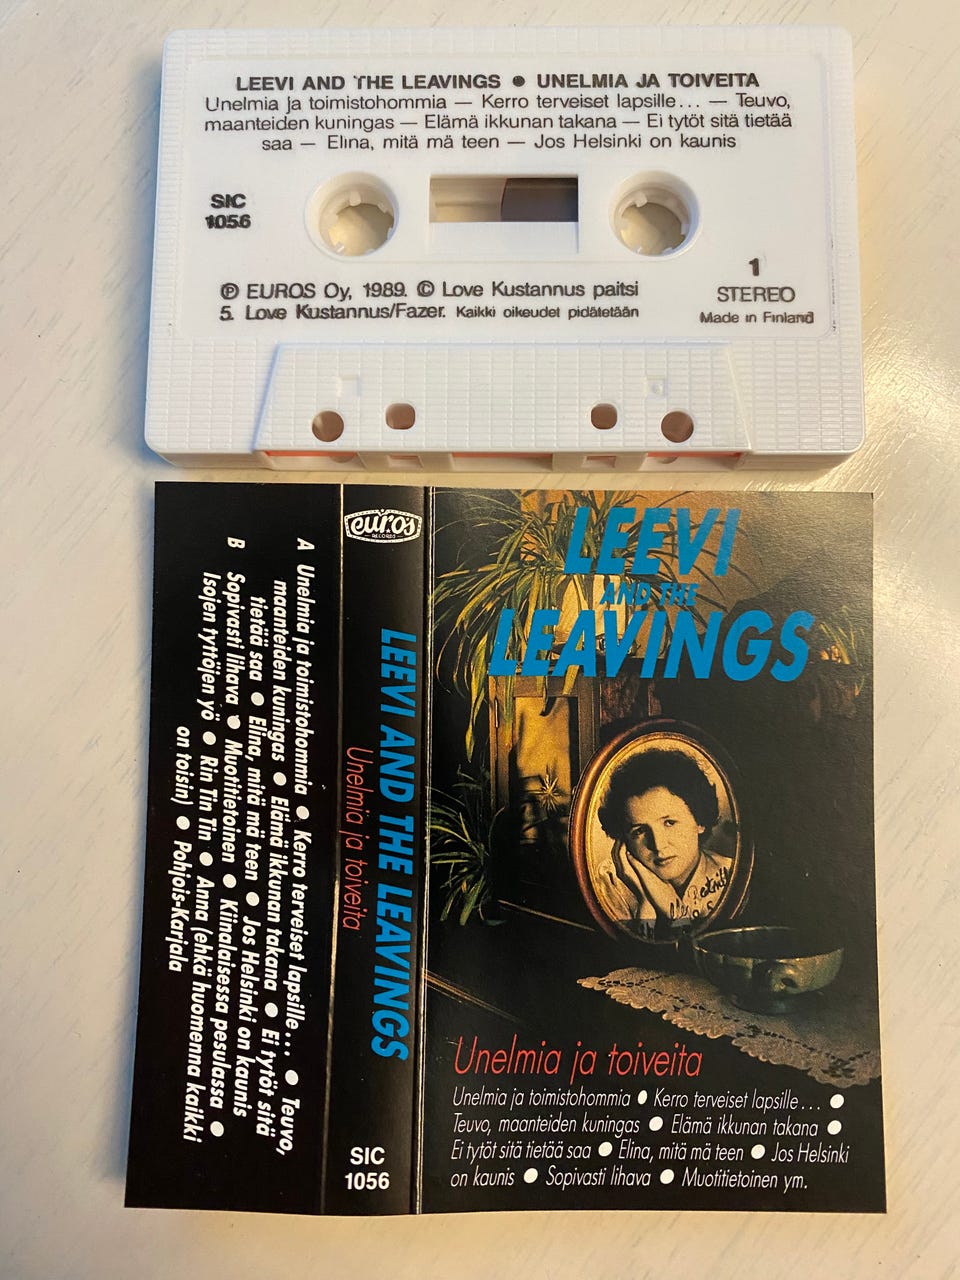 LEEVI AND THE LEAVINGS ● UNELMIA JA TOIVEITA
Unelmia ja toimistohommia — Kerro terveiset lapsille... — Teuvo,
maanteiden kuningas — Elämä ikkunan takana — Ei tytöt sitä tietää
saa — Elina, mitä mä teen — Jos Helsinki on kaunis
SIC
1056
℗ EUROS Oy, 1989. © Love Kustannus paitsi
5. Love Kustannus/Fazer. Kaikki oikeudet pidätetään
1
STEREO
Made in Finland
A Unelmia ja toimistohommia ● Kerro terveiset lapsille... ● Teuvo,
maanteiden kuningas ● Elämä ikkunan takana ● Ei tytöt sitä
tietää saa ● Elina, mitä mä teen ● Jos Helsinki on kaunis
B Sopivasti lihava ● Muotitietoinen ● Kiinalaisessa pesulassa ●
Isojen tyttöjen yö ● Rin Tin Tin ● Anna (ehkä huomenna kaikki
on toisin) ● Pohjois-Karjala
euros
RECORDS
LEEVI AND THE LEAVINGS
Unelmia ja toiveita
SIC
1056
LEEVI
AND THE
LEAVINGS
Unelmia ja toiveita
Unelmia ja toimistohommia ● Kerro terveiset lapsille... ●
Teuvo, maanteiden kuningas ● Elämä ikkunan takana ●
Ei tytöt sitä tietää saa ● Elina, mitä mä teen ● Jos Helsinki
on kaunis ● Sopivasti lihava ● Muotitietoinen ym.